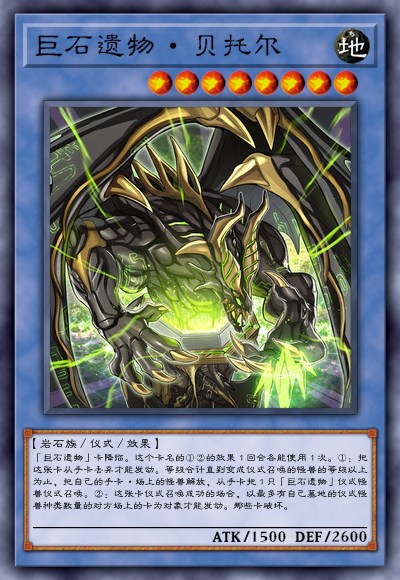 巨石遗物·贝托尔
地
【岩石族/仪式/效果】
「巨石遗物」卡降临。这个卡名的①②的效果1回合各能使用1次。①：把
这张卡从手卡丢弃才能发动。等级合计直到变成仪式召唤的怪兽的等级以上
为止，把自己的手卡·场上的怪兽解放，从手卡把1只「巨石遗物」仪式怪
兽仪式召唤。②：这张卡仪式召唤成功的场合，以最多有自己墓地的仪式怪
兽种类数量的对方场上的卡为对象才能发动。那些卡破坏。
ATK/1500 DEF/2600